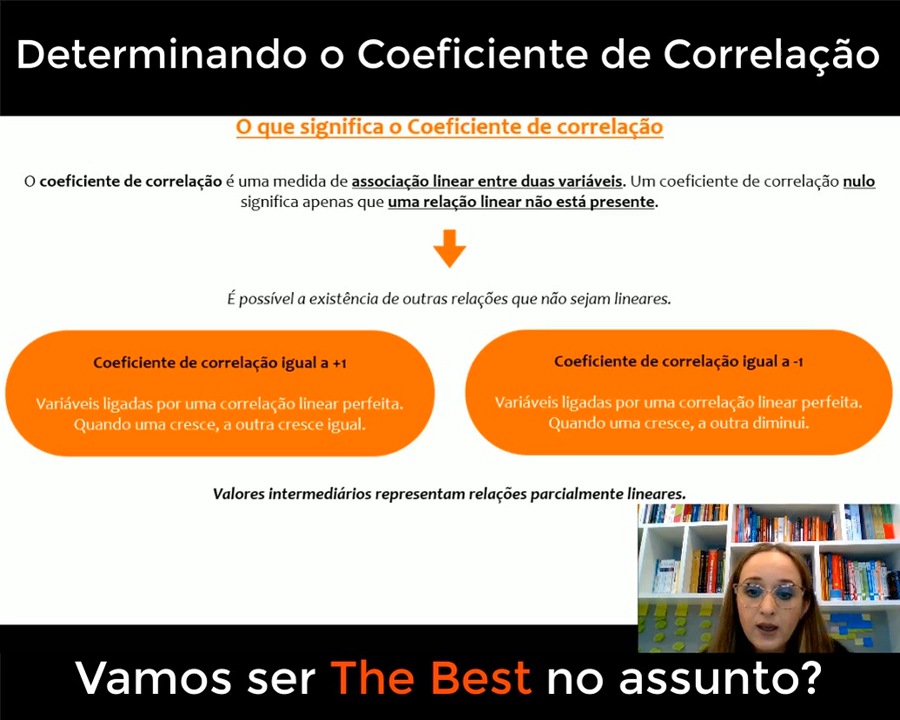 Determinando o Coeficiente de Correlação
O que significa o Coeficiente de correlação
O coeficiente de correlação é uma medida de associação linear entre duas variáveis. Um coeficiente de correlação nulo
significa apenas que uma relação linear não está presente.
É possível a existência de outras relações que não sejam lineares.
Coeficiente de correlação igual a +1
Variáveis ligadas por uma correlação linear perfeita.
Quando uma cresce, a outra cresce igual.
Coeficiente de correlação igual a -1
Variáveis ligadas por uma correlação linear perfeita.
Quando uma cresce, a outra diminui.
Valores intermediários representam relações parcialmente lineares.
Vamos ser The Best no assunto?